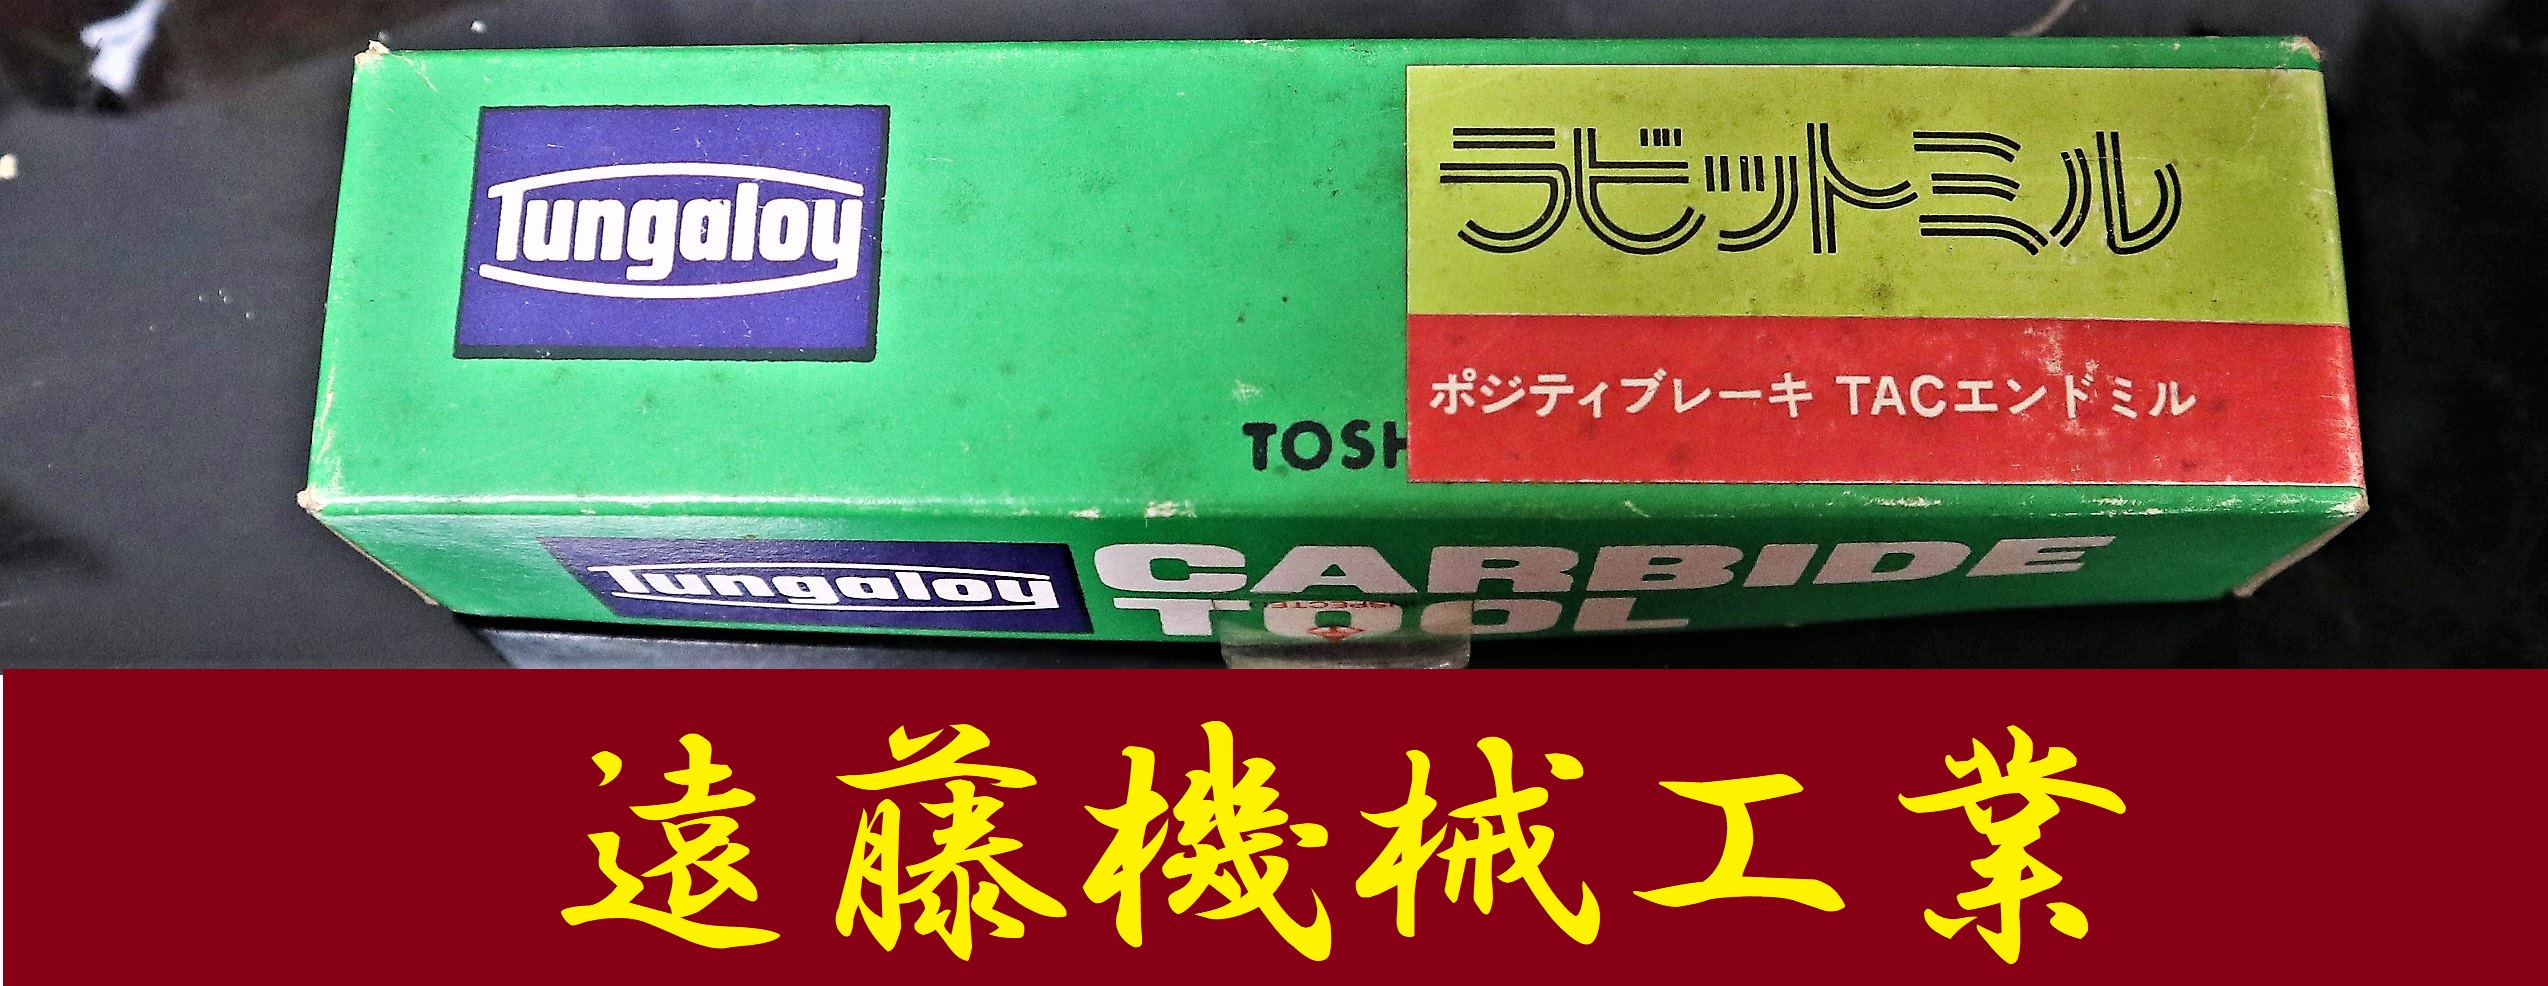 Tungaloy
ラビットミル
ポジティブレーキ TACエンドミル
TOSH
Tungaloy CARBIDE
TOOL
遠藤機械工業